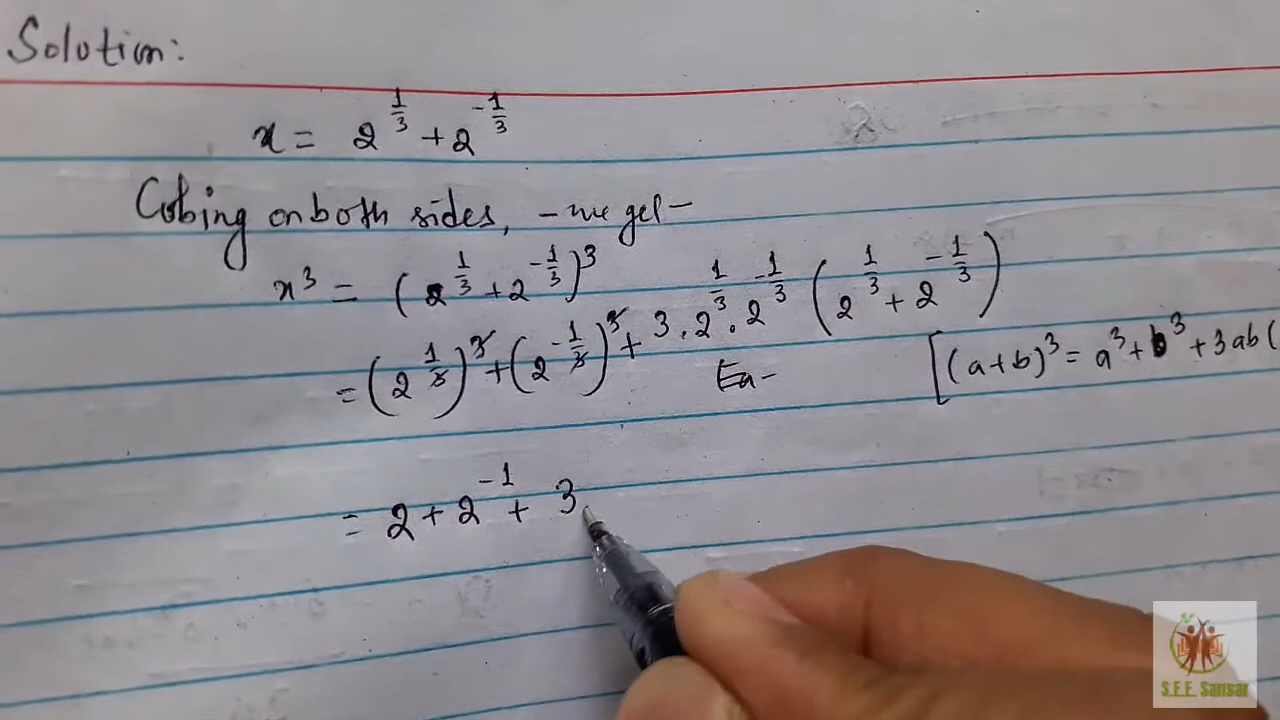 Solution:
x = 2^{1/3} + 2^{-1/3}
Cubing on both sides, we get-
x³ = (2^{1/3} + 2^{-1/3})³
= (2^{1/3})³ + (2^{-1/3})³ + 3 . 2^{1/3} . 2^{-1/3} (2^{1/3} + 2^{-1/3})
[(a+b)³ = a³ + b³ + 3ab (
= 2 + 2^{-1} + 3
S.E.E. Sansar